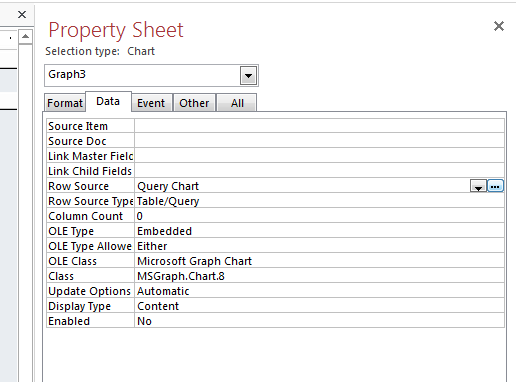 Property Sheet
Selection type: Chart
Graph3
Format Data Event Other All
Source Item
Source Doc
Link Master Field
Link Child Fields
Row Source Query Chart ...
Row Source Type Table/Query
Column Count 0
OLE Type Embedded
OLE Type Allowe Either
OLE Class Microsoft Graph Chart
Class MSGraph.Chart.8
Update Options Automatic
Display Type Content
Enabled No